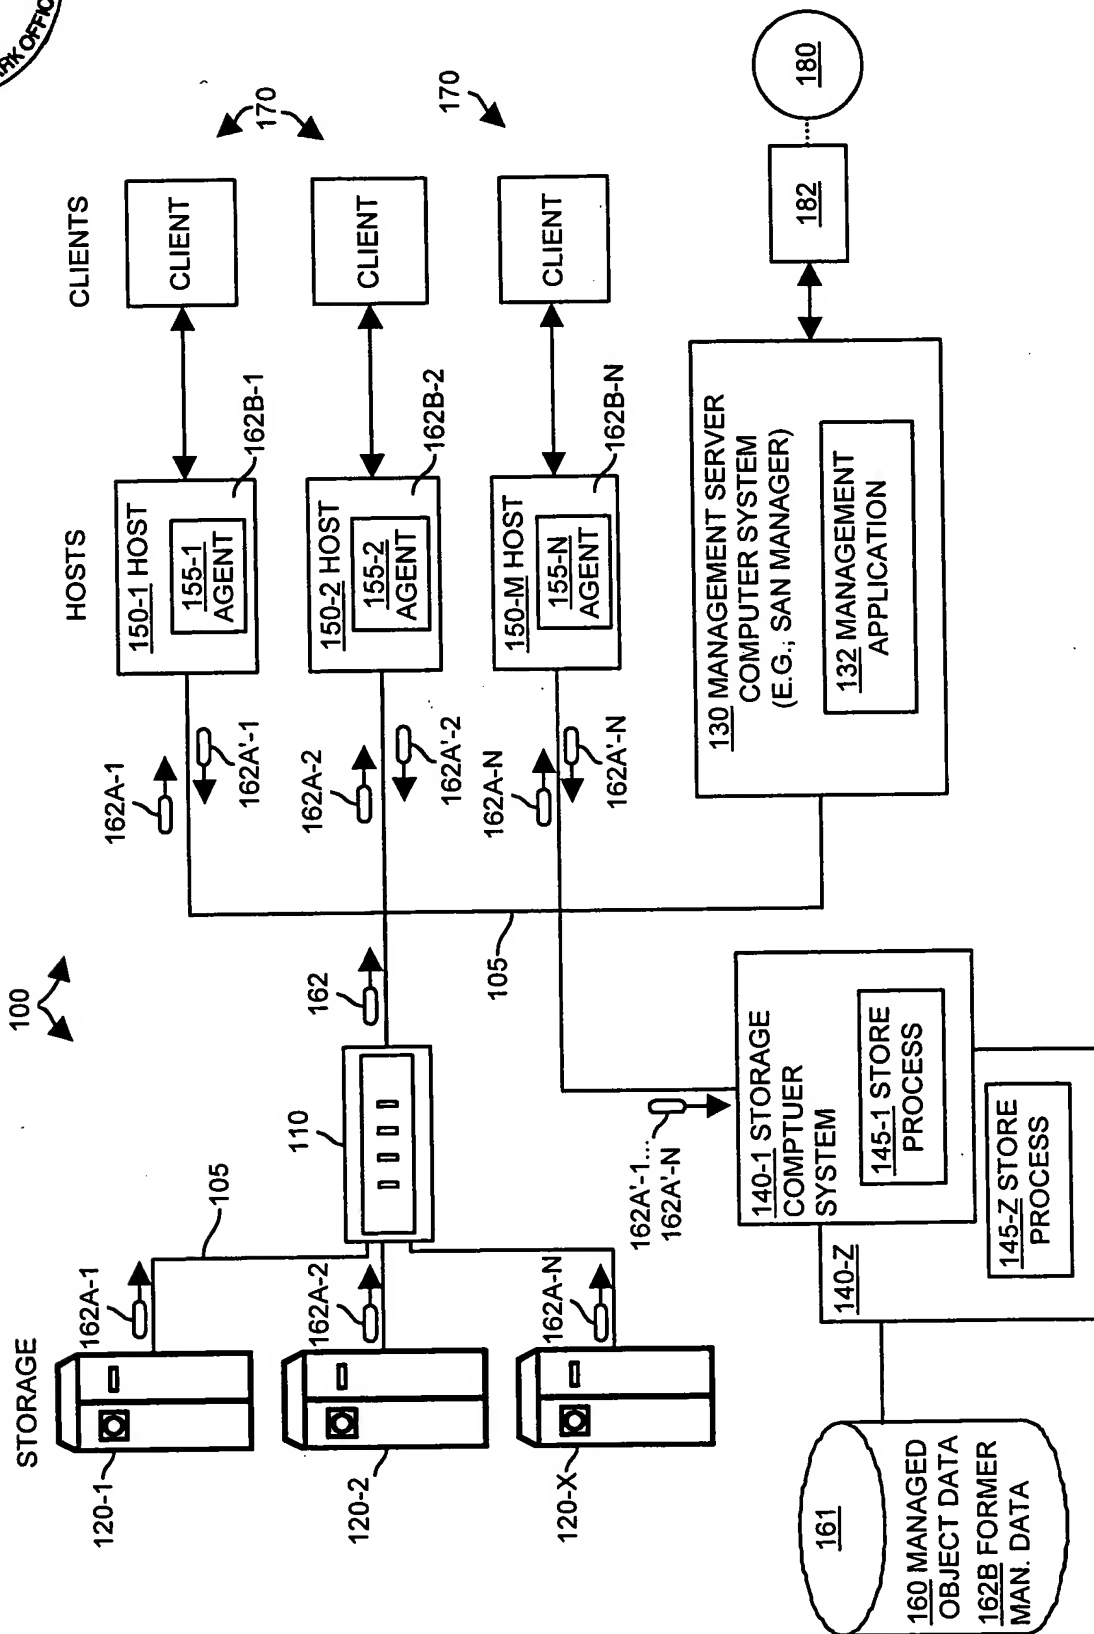 RK OFFIC
100
STORAGE
HOSTS
CLIENTS
120-1
162A-1
105
110
162
162A-1
162A'-1
150-1 HOST
155-1
AGENT
162B-1
CLIENT
170
120-2
162A-2
162A-2
162A'-2
150-2 HOST
155-2
AGENT
162B-2
CLIENT
170
120-X
162A-N
162A-N
162A'-N
150-M HOST
155-N
AGENT
162B-N
CLIENT
105
162A'-1...
162A'-N
140-1 STORAGE
COMPTUER
SYSTEM
145-1 STORE
PROCESS
140-Z
145-Z STORE
PROCESS
130 MANAGEMENT SERVER
COMPUTER SYSTEM
(E.G.; SAN MANAGER)
132 MANAGEMENT
APPLICATION
182
180
161
160 MANAGED
OBJECT DATA
162B FORMER
MAN. DATA